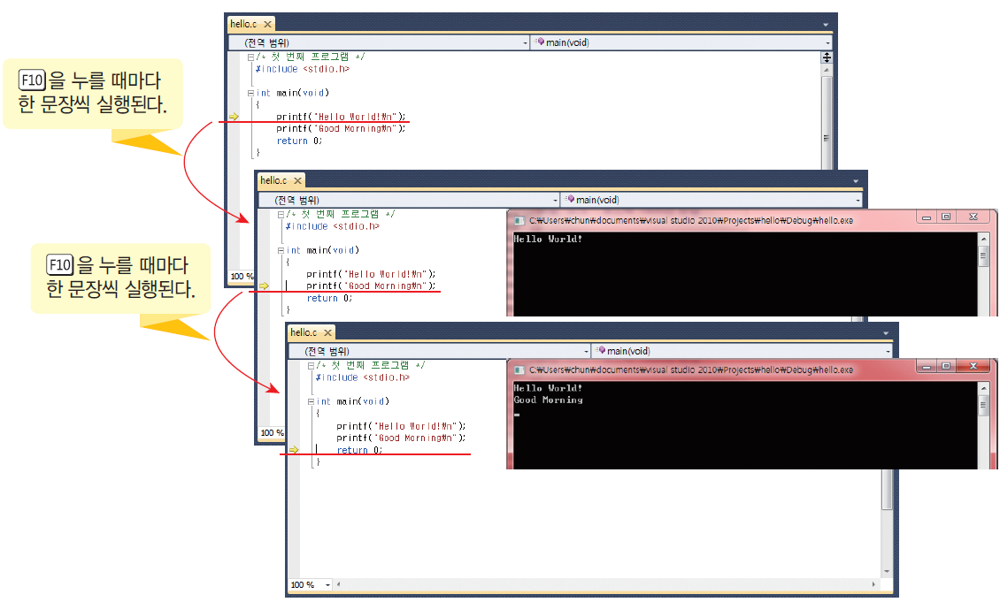 hello.c
(전역 범위)
main(void)
/* 첫 번째 프로그램 */
#include <stdio.h>
int main(void)
{
printf("Hello World!₩n");
printf("Good Morning₩n");
return 0;
}
100 %
F10을 누를 때마다
한 문장씩 실행된다.
hello.c
(전역 범위)
main(void)
/* 첫 번째 프로그램 */
#include <stdio.h>
int main(void)
{
printf("Hello World!₩n");
printf("Good Morning₩n");
return 0;
}
100 %
C:₩Users₩chun₩documents₩visual studio 2010₩Projects₩hello₩Debug₩hello.exe
Hello World!
F10을 누를 때마다
한 문장씩 실행된다.
hello.c
(전역 범위)
main(void)
/* 첫 번째 프로그램 */
#include <stdio.h>
int main(void)
{
printf("Hello World!₩n");
printf("Good Morning₩n");
return 0;
}
100 %
C:₩Users₩chun₩documents₩visual studio 2010₩Projects₩hello₩Debug₩hello.exe
Hello World!
Good Morning